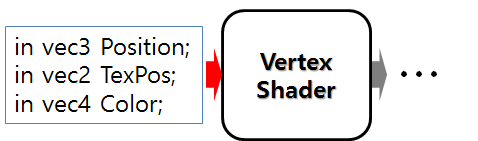 in vec3 Position;
in vec2 TexPos;
in vec4 Color;
Vertex
Shader
...